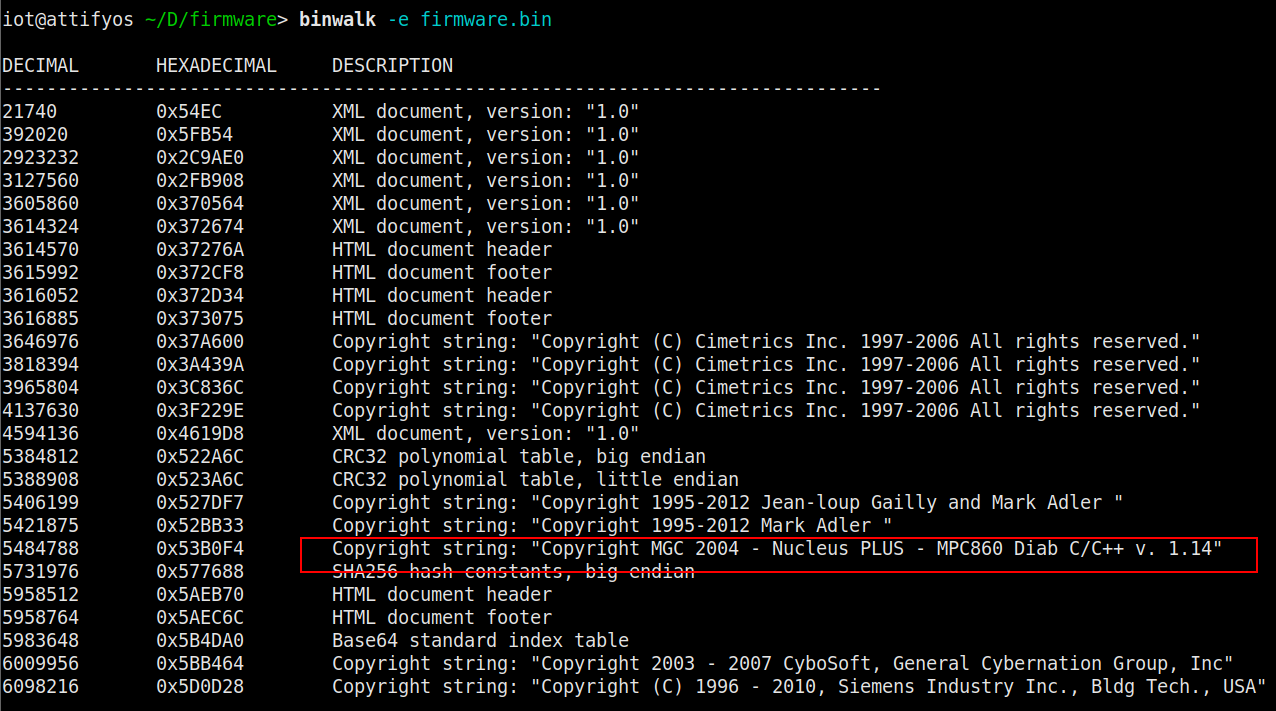 iot@attifyos ~/D/firmware> binwalk -e firmware.bin
DECIMAL       HEXADECIMAL     DESCRIPTION
--------------------------------------------------------------------------------
21740         0x54EC          XML document, version: "1.0"
392020        0x5FB54         XML document, version: "1.0"
2923232       0x2C9AE0        XML document, version: "1.0"
3127560       0x2FB908        XML document, version: "1.0"
3605860       0x370564        XML document, version: "1.0"
3614324       0x372674        XML document, version: "1.0"
3614570       0x37276A        HTML document header
3615992       0x372CF8        HTML document footer
3616052       0x372D34        HTML document header
3616885       0x373075        HTML document footer
3646976       0x37A600        Copyright string: "Copyright (C) Cimetrics Inc. 1997-2006 All rights reserved."
3818394       0x3A439A        Copyright string: "Copyright (C) Cimetrics Inc. 1997-2006 All rights reserved."
3965804       0x3C836C        Copyright string: "Copyright (C) Cimetrics Inc. 1997-2006 All rights reserved."
4137630       0x3F229E        Copyright string: "Copyright (C) Cimetrics Inc. 1997-2006 All rights reserved."
4594136       0x4619D8        XML document, version: "1.0"
5384812       0x522A6C        CRC32 polynomial table, big endian
5388908       0x523A6C        CRC32 polynomial table, little endian
5406199       0x527DF7        Copyright string: "Copyright 1995-2012 Jean-loup Gailly and Mark Adler "
5421875       0x52BB33        Copyright string: "Copyright 1995-2012 Mark Adler "
5484788       0x53B0F4        Copyright string: "Copyright MGC 2004 - Nucleus PLUS - MPC860 Diab C/C++ v. 1.14"
5731976       0x577688        SHA256 hash constants, big endian
5958512       0x5AEB70        HTML document header
5958764       0x5AEC6C        HTML document footer
5983648       0x5B4DA0        Base64 standard index table
6009956       0x5BB464        Copyright string: "Copyright 2003 - 2007 CyboSoft, General Cybernation Group, Inc"
6098216       0x5D0D28        Copyright string: "Copyright (C) 1996 - 2010, Siemens Industry Inc., Bldg Tech., USA"